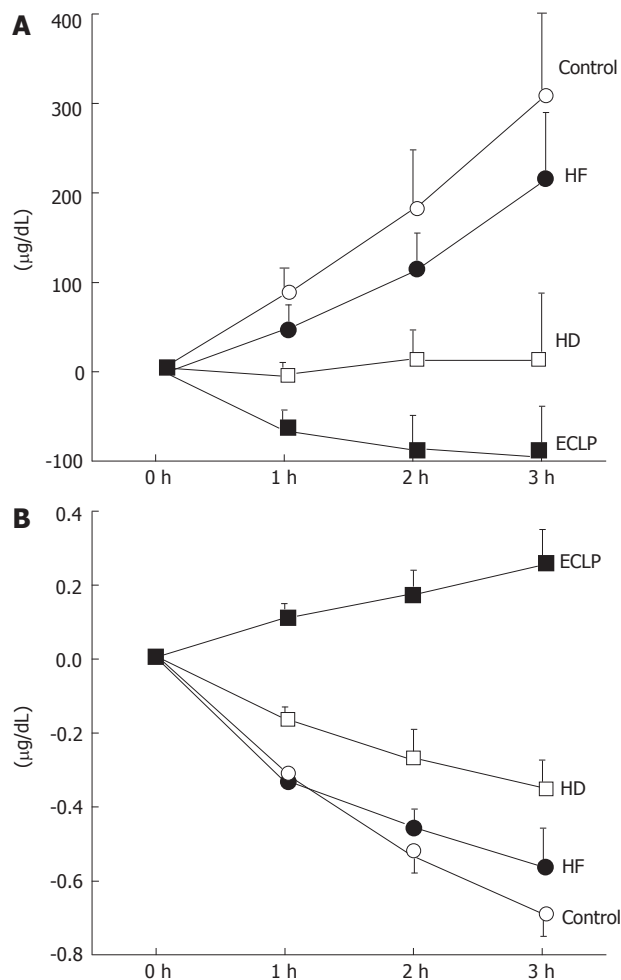 A
400
300
200
100
0
-100
(μg/dL)
Control
HF
HD
ECLP
0 h 1 h 2 h 3 h
B
0.4
0.2
0.0
-0.2
-0.4
-0.6
-0.8
(μg/dL)
ECLP
HD
HF
Control
0 h 1 h 2 h 3 h